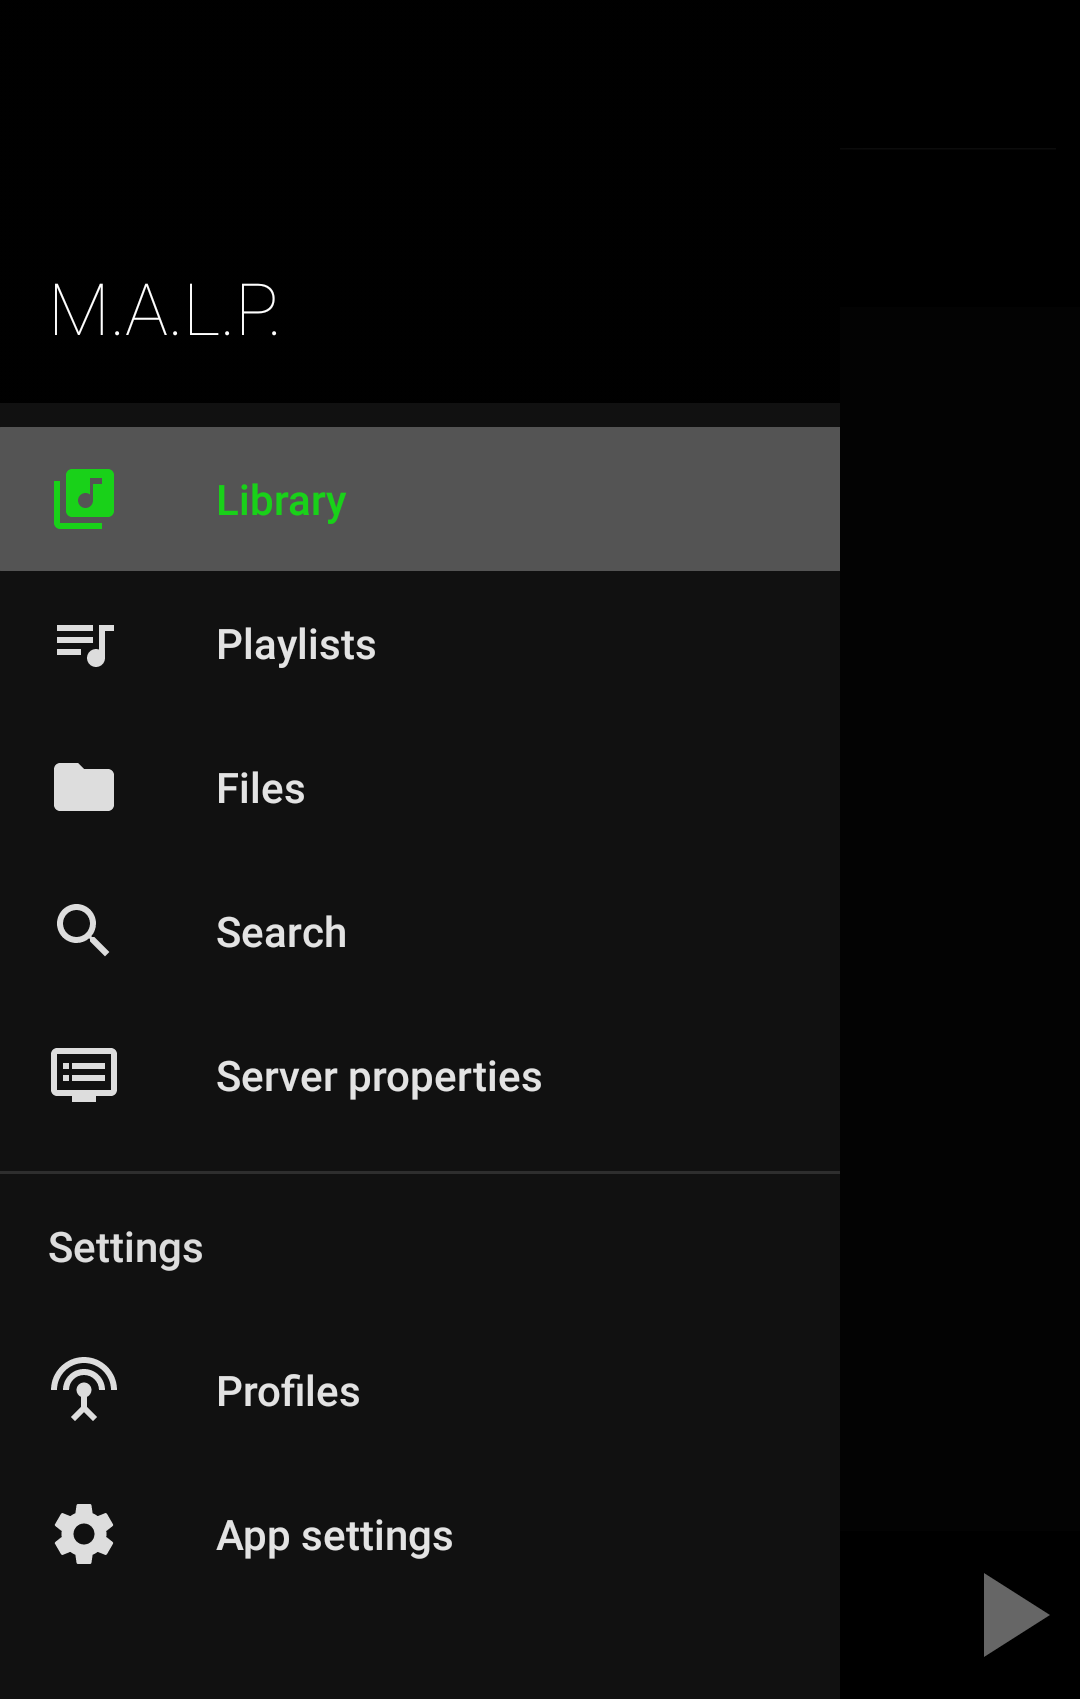 M.A.L.P.
Library
Playlists
Files
Search
Server properties
Settings
Profiles
App settings